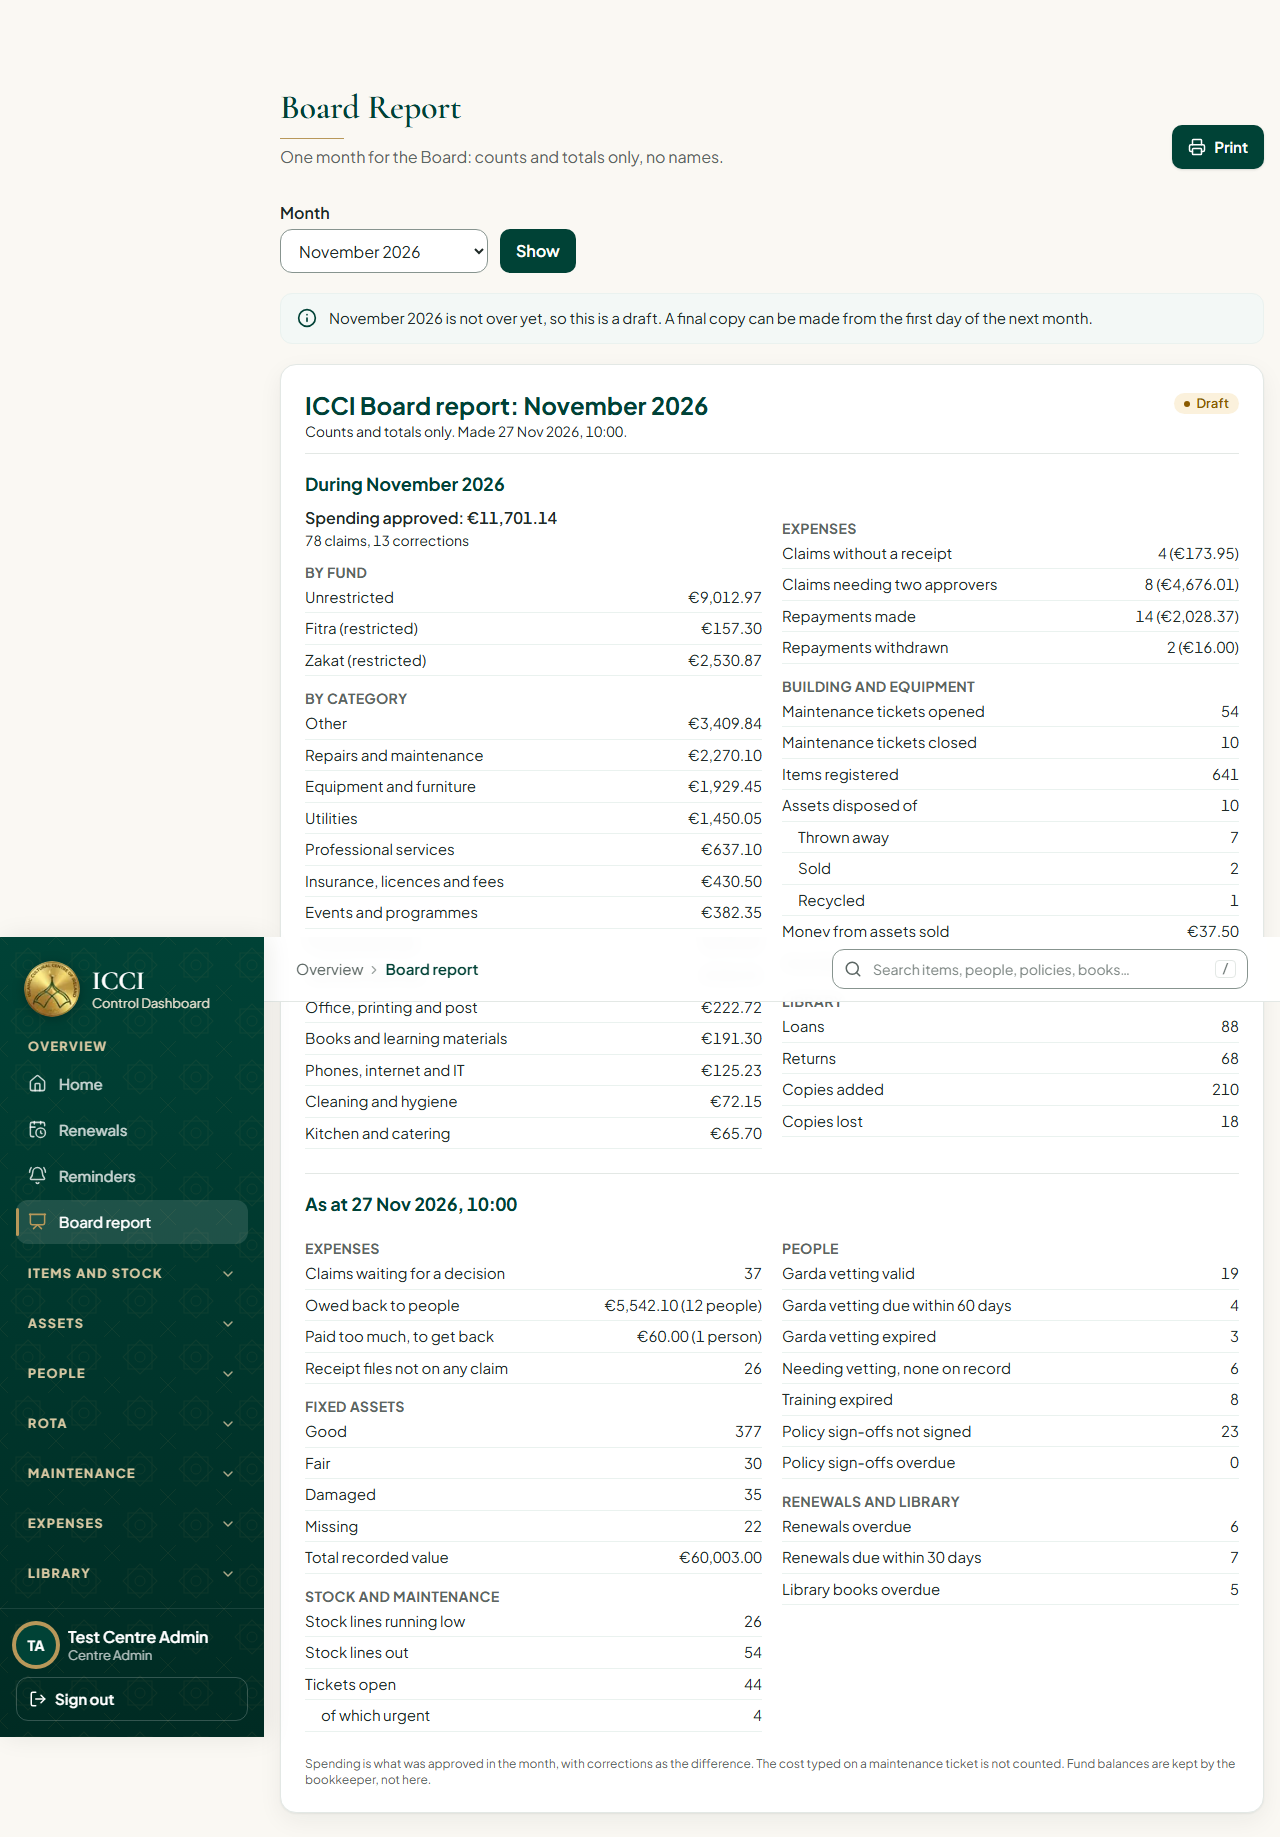 Board Report
One month for the Board: counts and totals only, no names.
Print
Month
November 2026
Show
November 2026 is not over yet, so this is a draft. A final copy can be made from the first day of the next month.
ICCI Board report: November 2026
Draft
Counts and totals only. Made 27 Nov 2026, 10:00.
During November 2026
Spending approved: €11,701.14
78 claims, 13 corrections
BY FUND
Unrestricted €9,012.97
Fitra (restricted) €157.30
Zakat (restricted) €2,530.87
BY CATEGORY
Other €3,409.84
Repairs and maintenance €2,270.10
Equipment and furniture €1,929.45
Utilities €1,450.05
Professional services €637.10
Insurance, licences and fees €430.50
Events and programmes €382.35
Office, printing and post €222.72
Books and learning materials €191.30
Phones, internet and IT €125.23
Cleaning and hygiene €72.15
Kitchen and catering €65.70
EXPENSES
Claims without a receipt 4 (€173.95)
Claims needing two approvers 8 (€4,676.01)
Repayments made 14 (€2,028.37)
Repayments withdrawn 2 (€16.00)
BUILDING AND EQUIPMENT
Maintenance tickets opened 54
Maintenance tickets closed 10
Items registered 641
Assets disposed of 10
Thrown away 7
Sold 2
Recycled 1
Money from assets sold €37.50
LIBRARY
Loans 88
Returns 68
Copies added 210
Copies lost 18
ICCI
Control Dashboard
Overview > Board report
Search items, people, policies, books…
/
OVERVIEW
Home
Renewals
Reminders
Board report
ITEMS AND STOCK
ASSETS
PEOPLE
ROTA
MAINTENANCE
EXPENSES
LIBRARY
TA
Test Centre Admin
Centre Admin
Sign out
As at 27 Nov 2026, 10:00
EXPENSES
Claims waiting for a decision 37
Owed back to people €5,542.10 (12 people)
Paid too much, to get back €60.00 (1 person)
Receipt files not on any claim 26
FIXED ASSETS
Good 377
Fair 30
Damaged 35
Missing 22
Total recorded value €60,003.00
STOCK AND MAINTENANCE
Stock lines running low 26
Stock lines out 54
Tickets open 44
of which urgent 4
PEOPLE
Garda vetting valid 19
Garda vetting due within 60 days 4
Garda vetting expired 3
Needing vetting, none on record 6
Training expired 8
Policy sign-offs not signed 23
Policy sign-offs overdue 0
RENEWALS AND LIBRARY
Renewals overdue 6
Renewals due within 30 days 7
Library books overdue 5
Spending is what was approved in the month, with corrections as the difference. The cost typed on a maintenance ticket is not counted. Fund balances are kept by the
bookkeeper, not here.